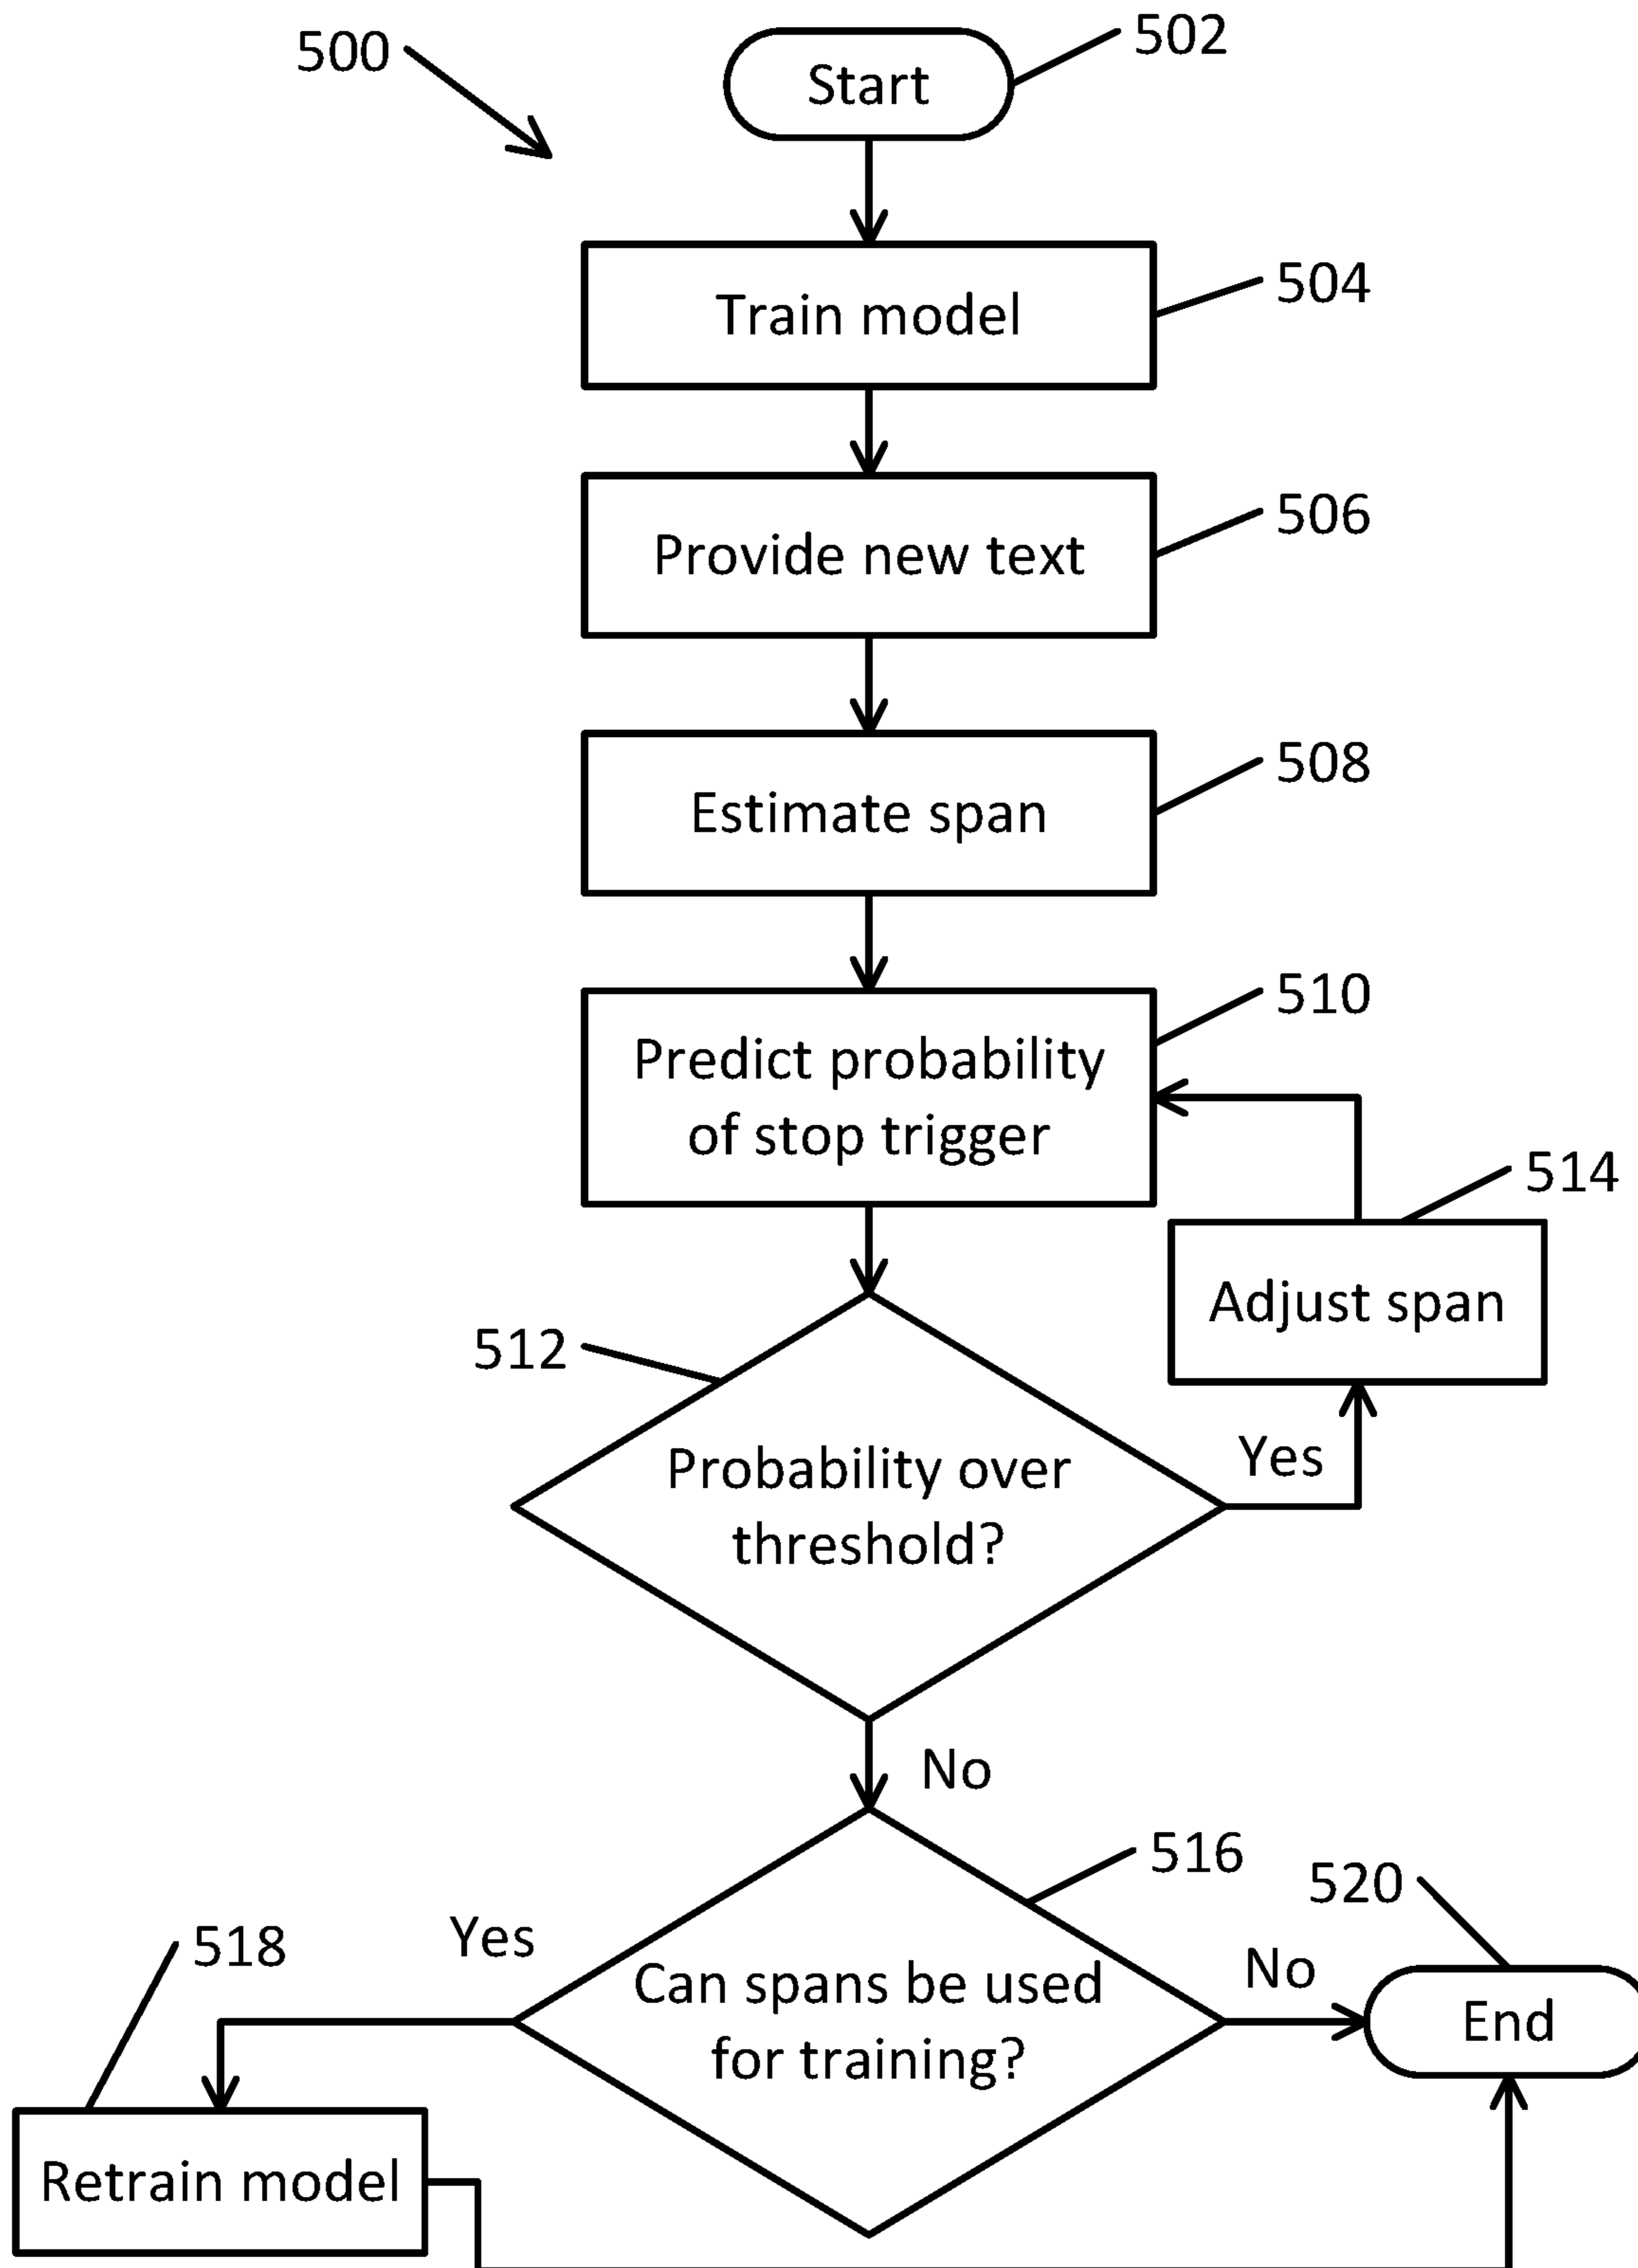 500
Start
502
Train model
504
Provide new text
506
Estimate span
508
Predict probability
of stop trigger
510
Adjust span
514
512
Probability over
threshold?
Yes
No
516
520
518
Yes
Can spans be used
for training?
No
End
Retrain model